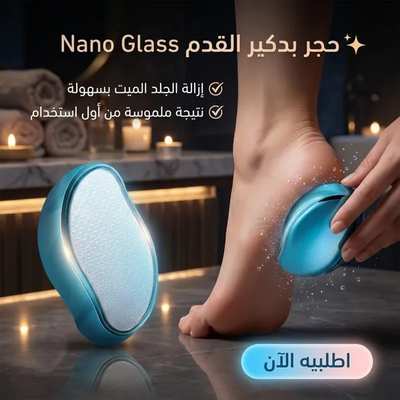 حجر بدكير القدم Nano Glass
إزالة الجلد الميت بسهولة
نتيجة ملموسة من أول استخدام
اطلبيه الآن